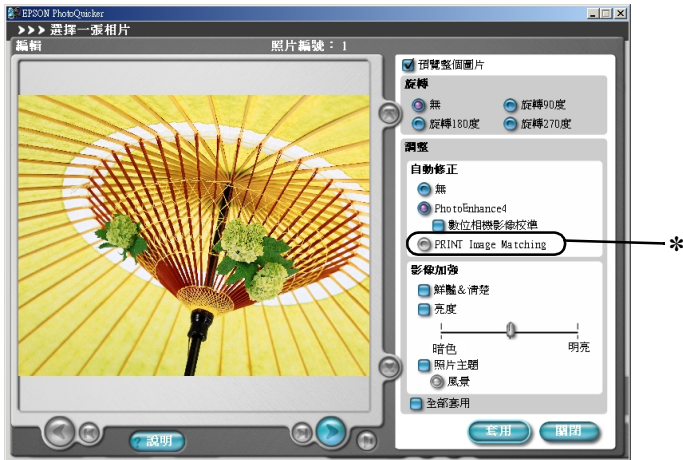 EPSON PhotoQuicker
>>> 選擇一張相片
編輯 照片編號：1
預覽整個圖片
旋轉
無 旋轉90度
旋轉180度 旋轉270度
調整
自動修正
無
PhotoEnhance4
數位相機影像校準
PRINT Image Matching
*
影像加強
鮮豔&清楚
亮度
暗色 明亮
照片主題
風景
全部套用
?說明 套用 關閉